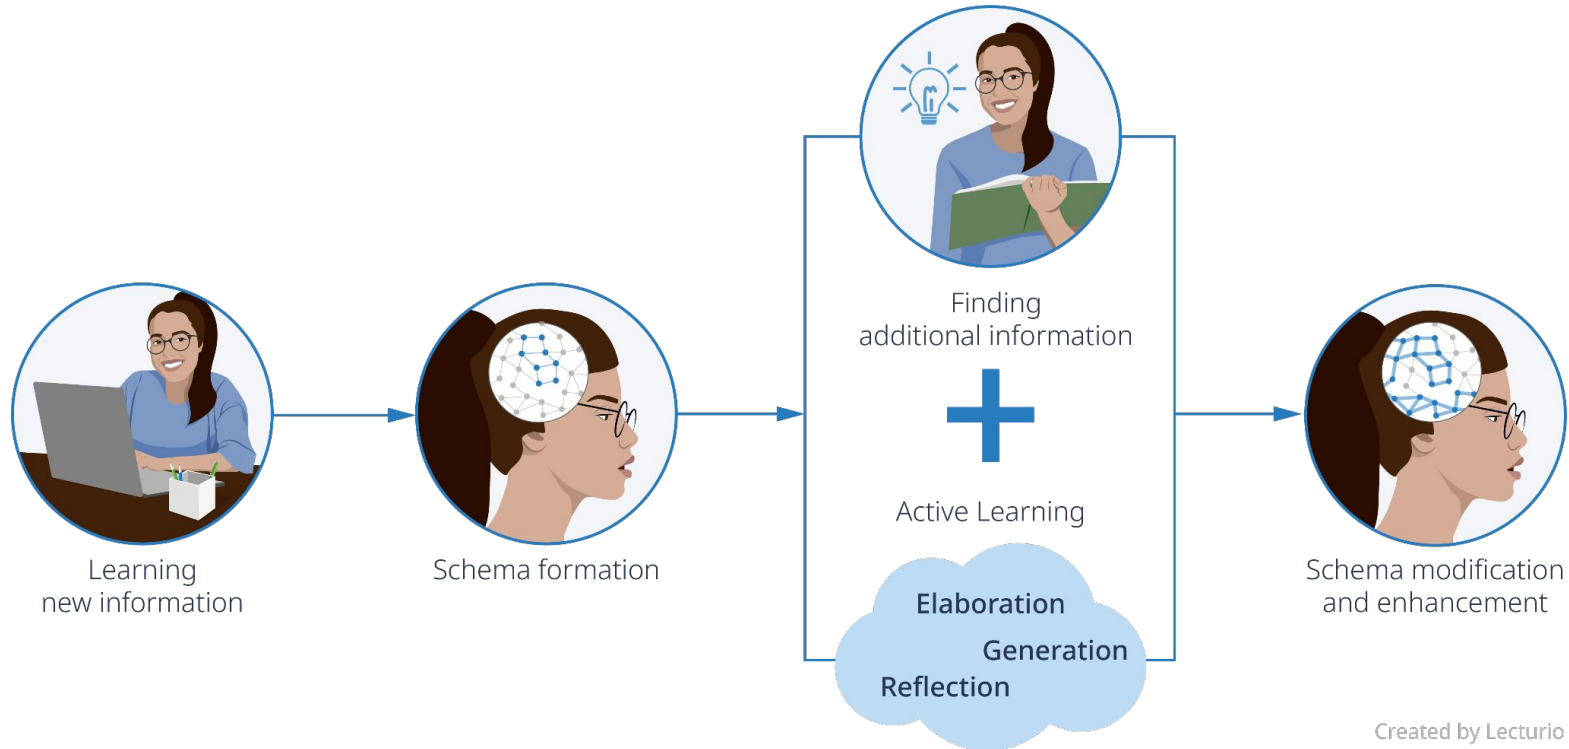 Learning
new information
Schema formation
Finding
additional information
Active Learning
Elaboration
Generation
Reflection
Schema modification
and enhancement
Created by Lecturio